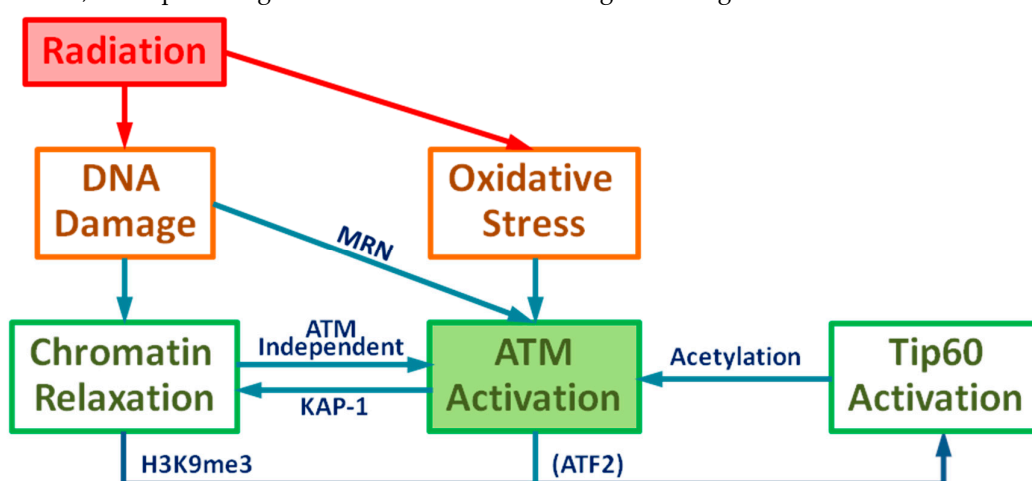 Radiation
DNA
Damage
Oxidative
Stress
MRN
Chromatin
Relaxation
ATM
Independent
KAP-1
ATM
Activation
Acetylation
Tip60
Activation
H3K9me3
(ATF2)